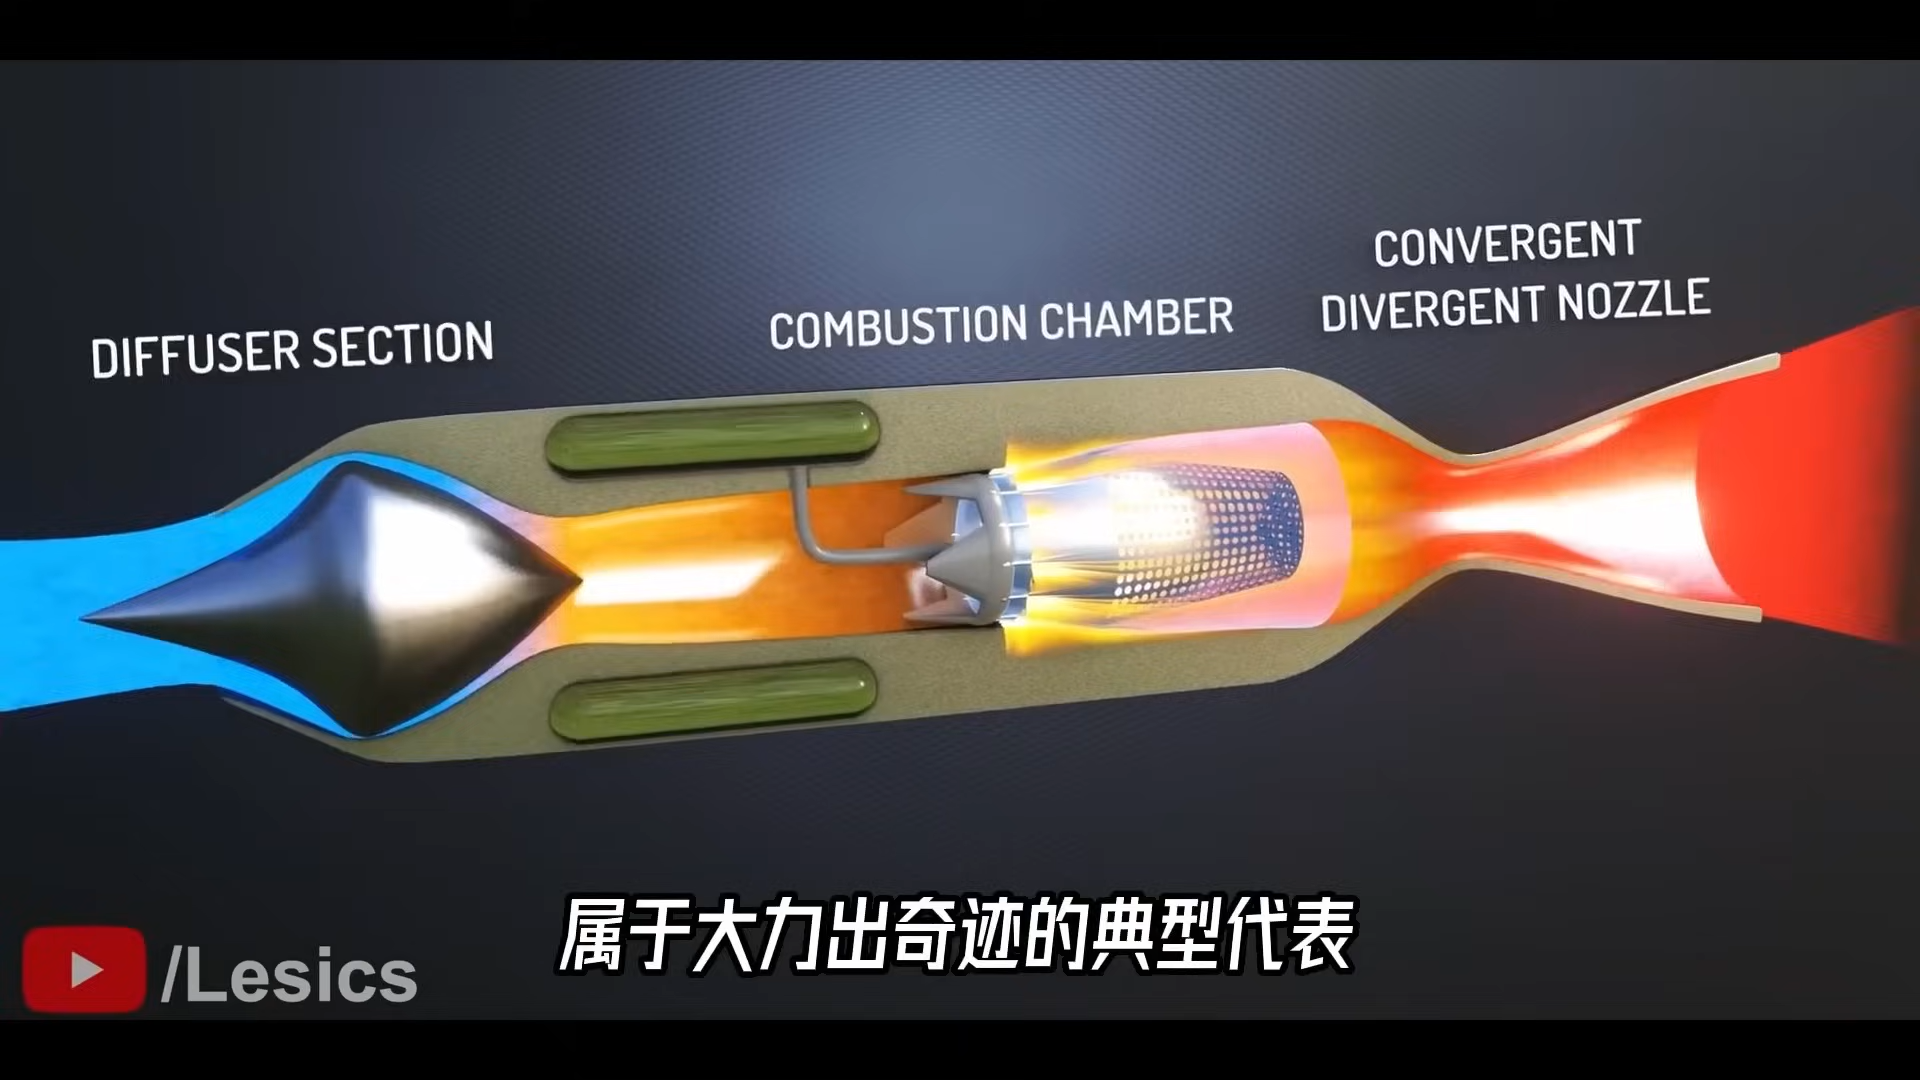 DIFFUSER SECTION
COMBUSTION CHAMBER
CONVERGENT
DIVERGENT NOZZLE
属于大力出奇迹的典型代表
/Lesics